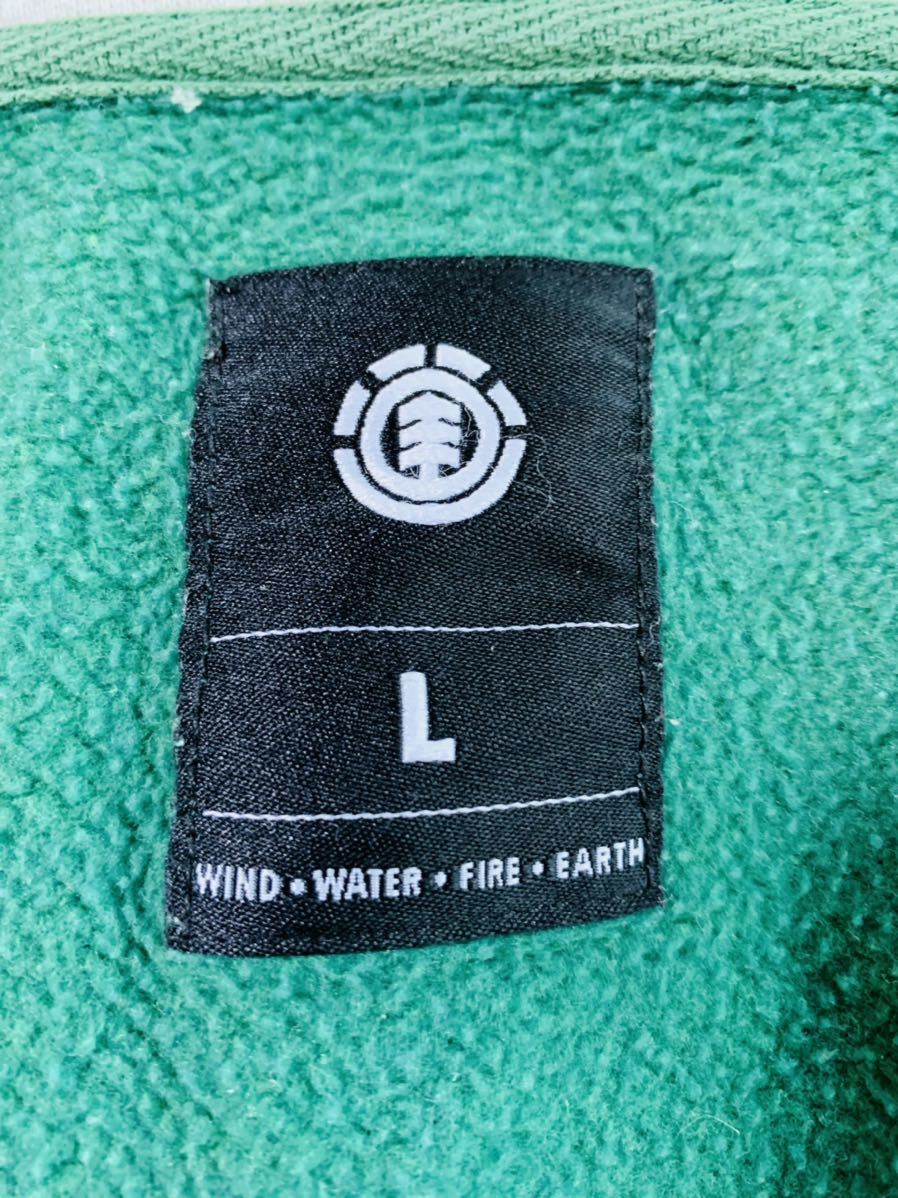 L
WIND • WATER • FIRE • EARTH